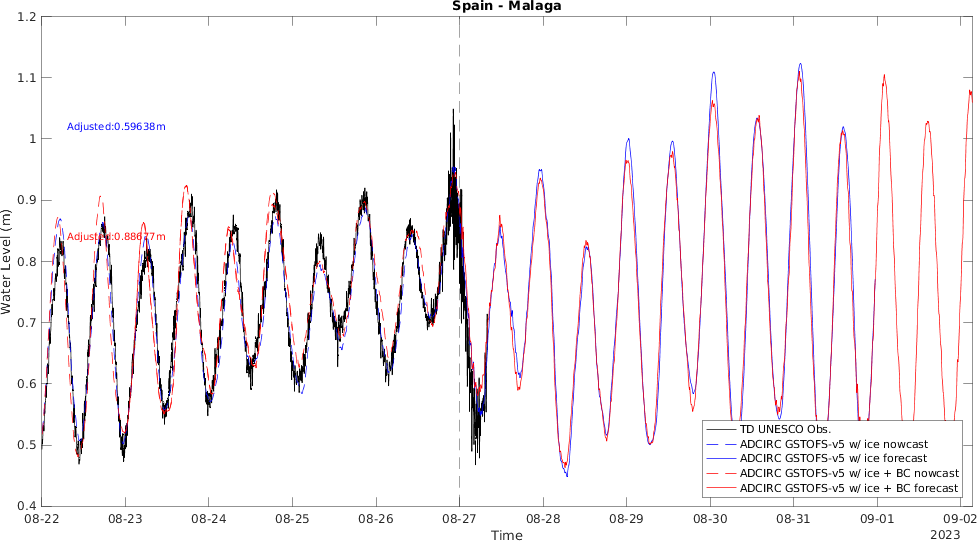 Spain - Malaga
1.2
1.1
1
0.9
0.8
0.7
0.6
0.5
0.4
Water Level (m)
Adjusted:0.59638m
Adjusted:0.88677m
TD UNESCO Obs.
ADCIRC GSTOFS-v5 w/ ice nowcast
ADCIRC GSTOFS-v5 w/ ice forecast
ADCIRC GSTOFS-v5 w/ ice + BC nowcast
ADCIRC GSTOFS-v5 w/ ice + BC forecast
08-22 08-23 08-24 08-25 08-26 08-27 08-28 08-29 08-30 08-31 09-01 09-02
Time
2023